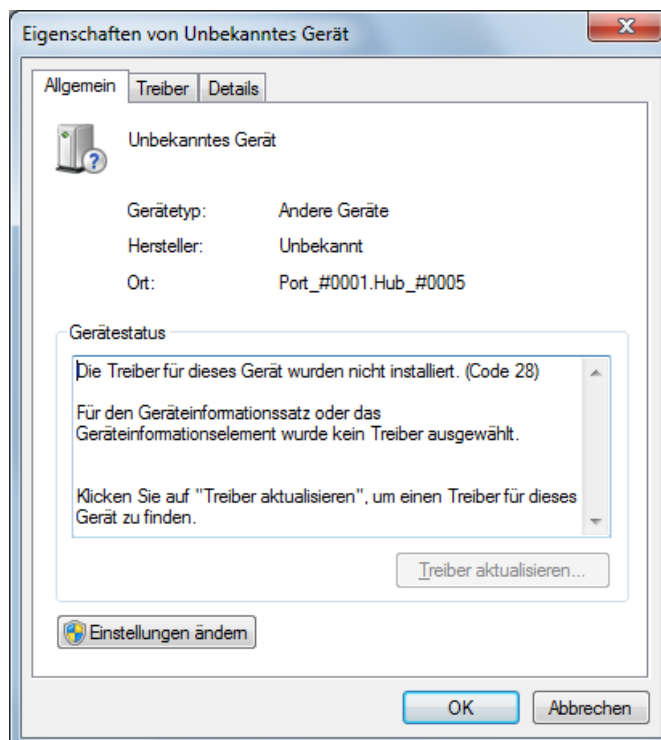 Eigenschaften von Unbekanntes Gerät
Allgemein Treiber Details
Unbekanntes Gerät
Gerätetyp: Andere Geräte
Hersteller: Unbekannt
Ort: Port_#0001.Hub_#0005
Gerätestatus
Die Treiber für dieses Gerät wurden nicht installiert. (Code 28)
Für den Geräteinformationssatz oder das
Geräteinformationselement wurde kein Treiber ausgewählt.
Klicken Sie auf "Treiber aktualisieren", um einen Treiber für dieses
Gerät zu finden.
Treiber aktualisieren...
Einstellungen ändern
OK Abbrechen